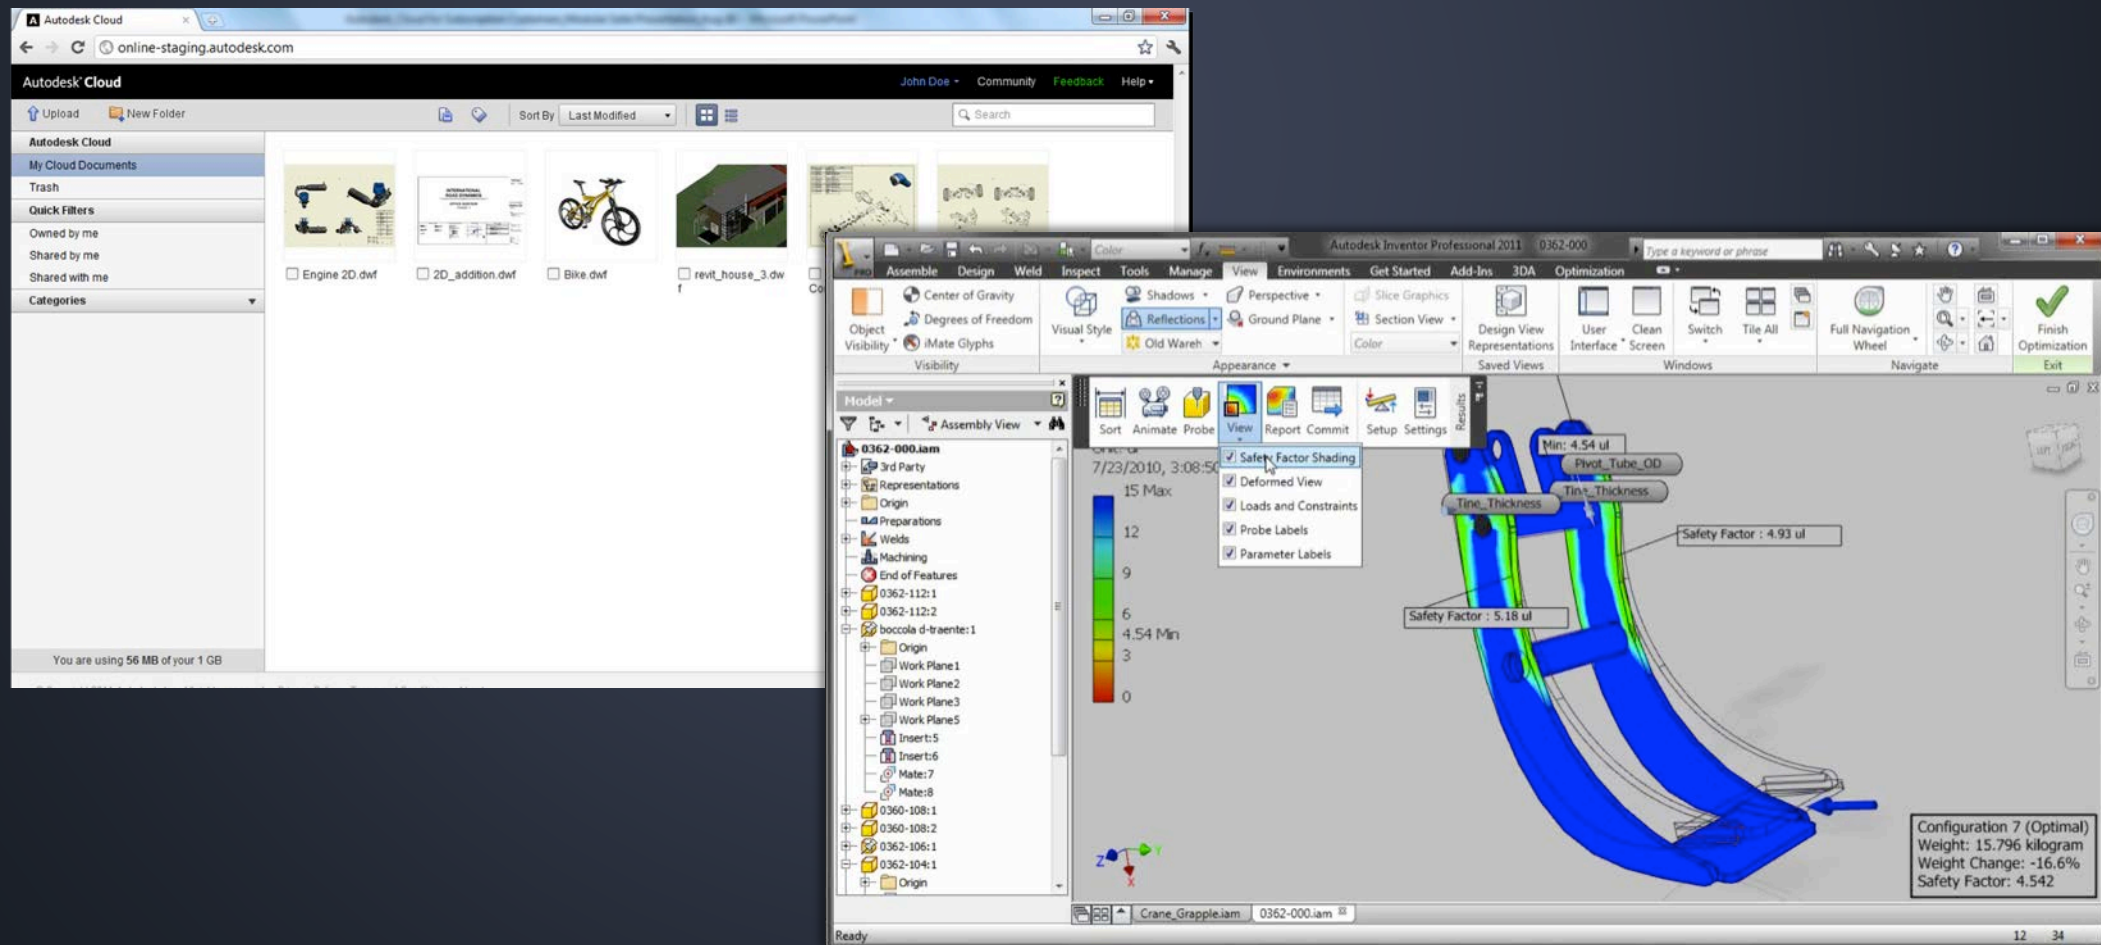 Autodesk Cloud
online-staging.autodesk.com
Autodesk Cloud
John Doe Community Feedback Help
Upload New Folder Sort By Last Modified Search
Autodesk Cloud
My Cloud Documents
Trash
Quick Filters
Owned by me
Shared by me
Shared with me
Categories
Engine 2D.dwf 2D_addition.dwf Bike.dwf revit_house_3.dw
f Co
You are using 56 MB of your 1 GB
Color Autodesk Inventor Professional 2011 0362-000 Type a keyword or phrase
PRO Assemble Design Weld Inspect Tools Manage View Environments Get Started Add-Ins 3DA Optimization
Object
Visibility
Center of Gravity
Degrees of Freedom
iMate Glyphs
Visual Style
Shadows
Reflections
Old Wareh
Perspective
Ground Plane
Slice Graphics
Section View
Color
Design View
Representations
User
Interface
Clean
Screen
Switch
Tile All
Full Navigation
Wheel
Finish
Optimization
Visibility Appearance Saved Views Windows Navigate Exit
Model
Assembly View
0362-000.iam
3rd Party
Representations
Origin
Preparations
Welds
Machining
End of Features
0362-112:1
0362-112:2
boccola d-traente:1
Origin
Work Plane1
Work Plane2
Work Plane3
Work Plane5
Insert:5
Insert:6
Mate:7
Mate:8
0360-108:1
0360-108:2
0362-106:1
0362-104:1
Origin
Sort Animate Probe View Report Commit Setup Settings
Results
Safety Factor Shading
Deformed View
Loads and Constraints
Probe Labels
Parameter Labels
7/23/2010, 3:08:50
15 Max
12
9
6
4.54 Min
3
0
Min: 4.54 ul
Pivot_Tube_OD
Tine_Thickness
Tine_Thickness
Safety Factor : 4.93 ul
Safety Factor : 5.18 ul
Z Y
X
Configuration 7 (Optimal)
Weight: 15.796 kilogram
Weight Change: -16.6%
Safety Factor: 4.542
Crane_Grapple.iam 0362-000.iam
Ready 12 34